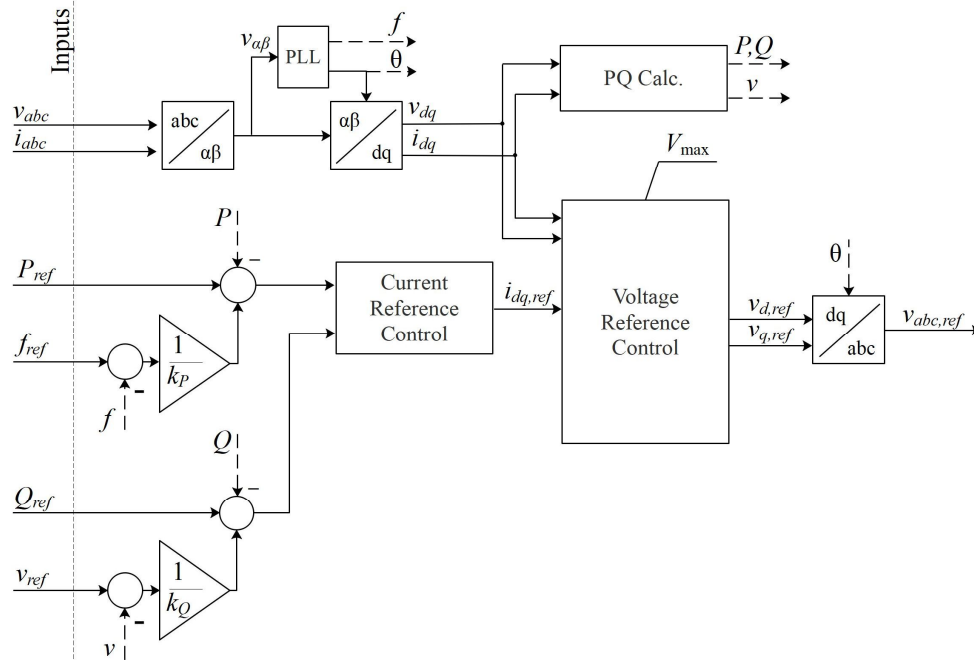 Inputs
f
v_αβ
PLL
θ
P,Q
PQ Calc.
v
v_abc
i_abc
abc
αβ
αβ
dq
v_dq
i_dq
V_max
P
–
P_ref
Current
Reference
Control
i_dq,ref
Voltage
Reference
Control
θ
v_d,ref
v_q,ref
dq
abc
v_abc,ref
f_ref
1
k_P
-
f
Q
–
Q_ref
v_ref
1
k_Q
-
v